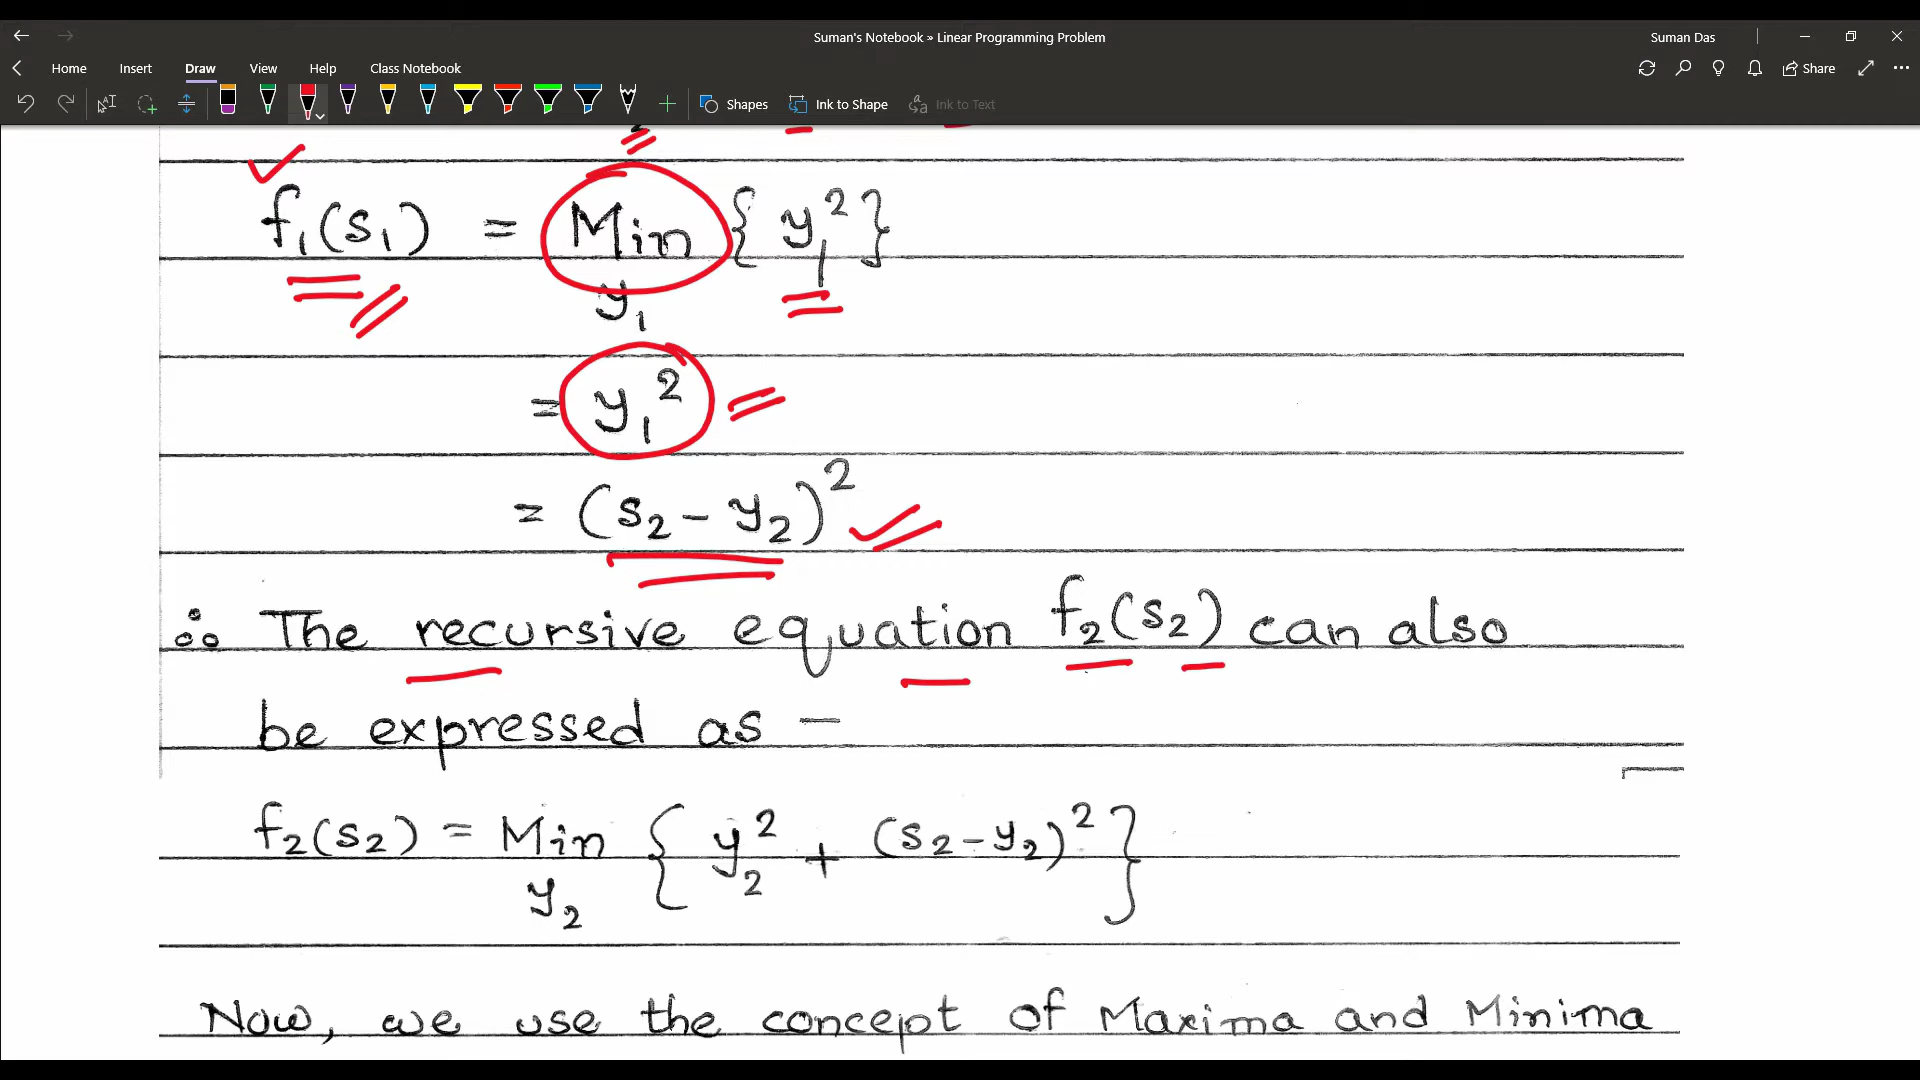 Suman's Notebook » Linear Programming Problem
Suman Das
Home Insert Draw View Help Class Notebook
Share
Shapes Ink to Shape Ink to Text
f₁(s₁) = Min { y₁² }
y₁
= y₁²
= (s₂ - y₂)²
∴ The recursive equation f₂(s₂) can also
be expressed as —
f₂(s₂) = Min { y₂² + (s₂-y₂)² }
y₂
Now, we use the concept of Maxima and Minima